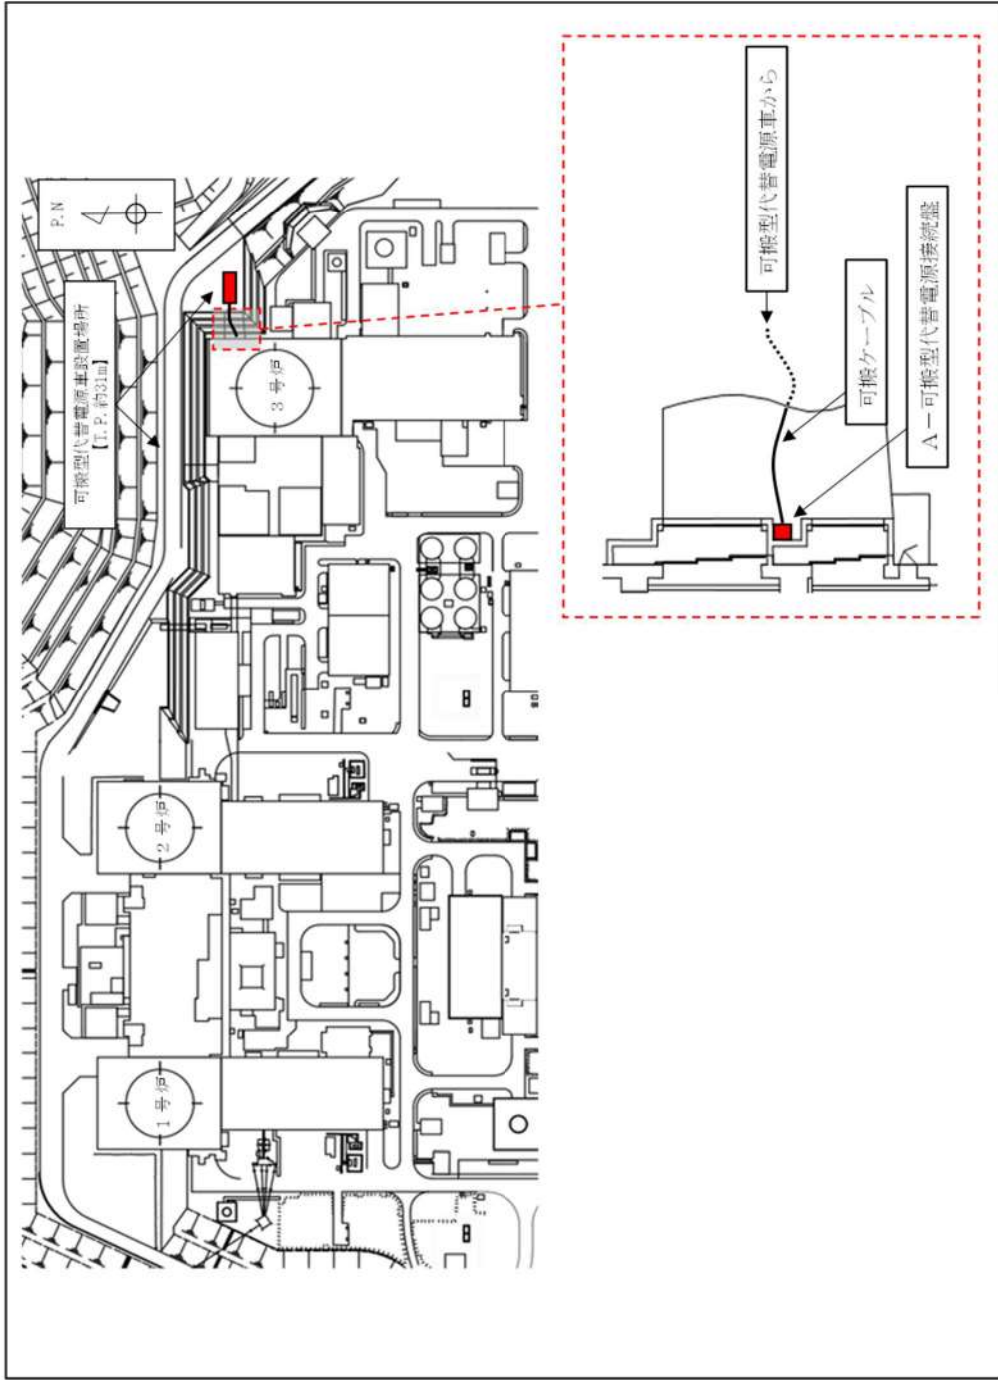 P.N
可搬型代替電源車設置場所
【T.P.約31m】
3号炉
2号炉
1号炉
可搬型代替電源車から
可搬ケーブル
A－可搬型代替電源接続盤